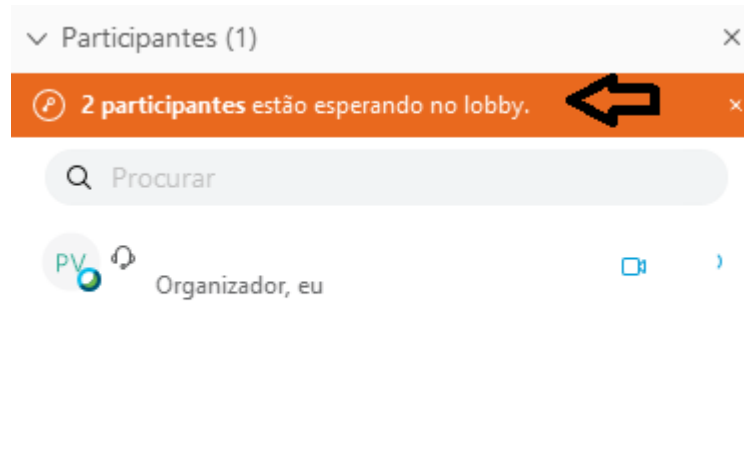 Participantes (1)
2 participantes estão esperando no lobby.
Procurar
PV
Organizador, eu